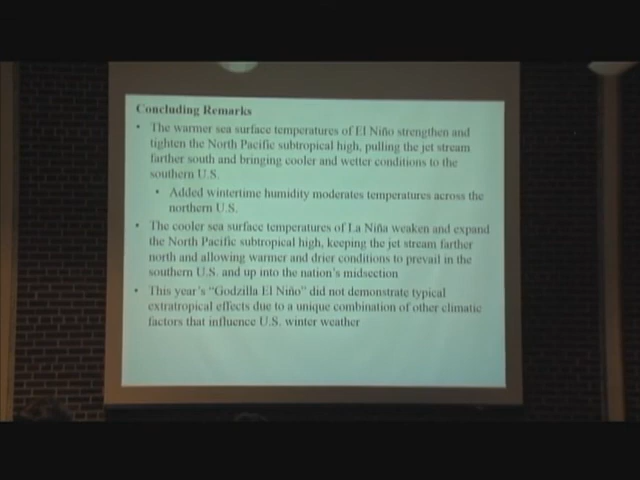 Concluding Remarks
• The warmer sea surface temperatures of El Niño strengthen and
tighten the North Pacific subtropical high, pulling the jet stream
farther south and bringing cooler and wetter conditions to the
southern U.S.
• Added wintertime humidity moderates temperatures across the
northern U.S.
• The cooler sea surface temperatures of La Niña weaken and expand
the North Pacific subtropical high, keeping the jet stream farther
north and allowing warmer and drier conditions to prevail in the
southern U.S. and up into the nation's midsection
• This year's “Godzilla El Niño” did not demonstrate typical
extratropical effects due to a unique combination of other climatic
factors that influence U.S. winter weather